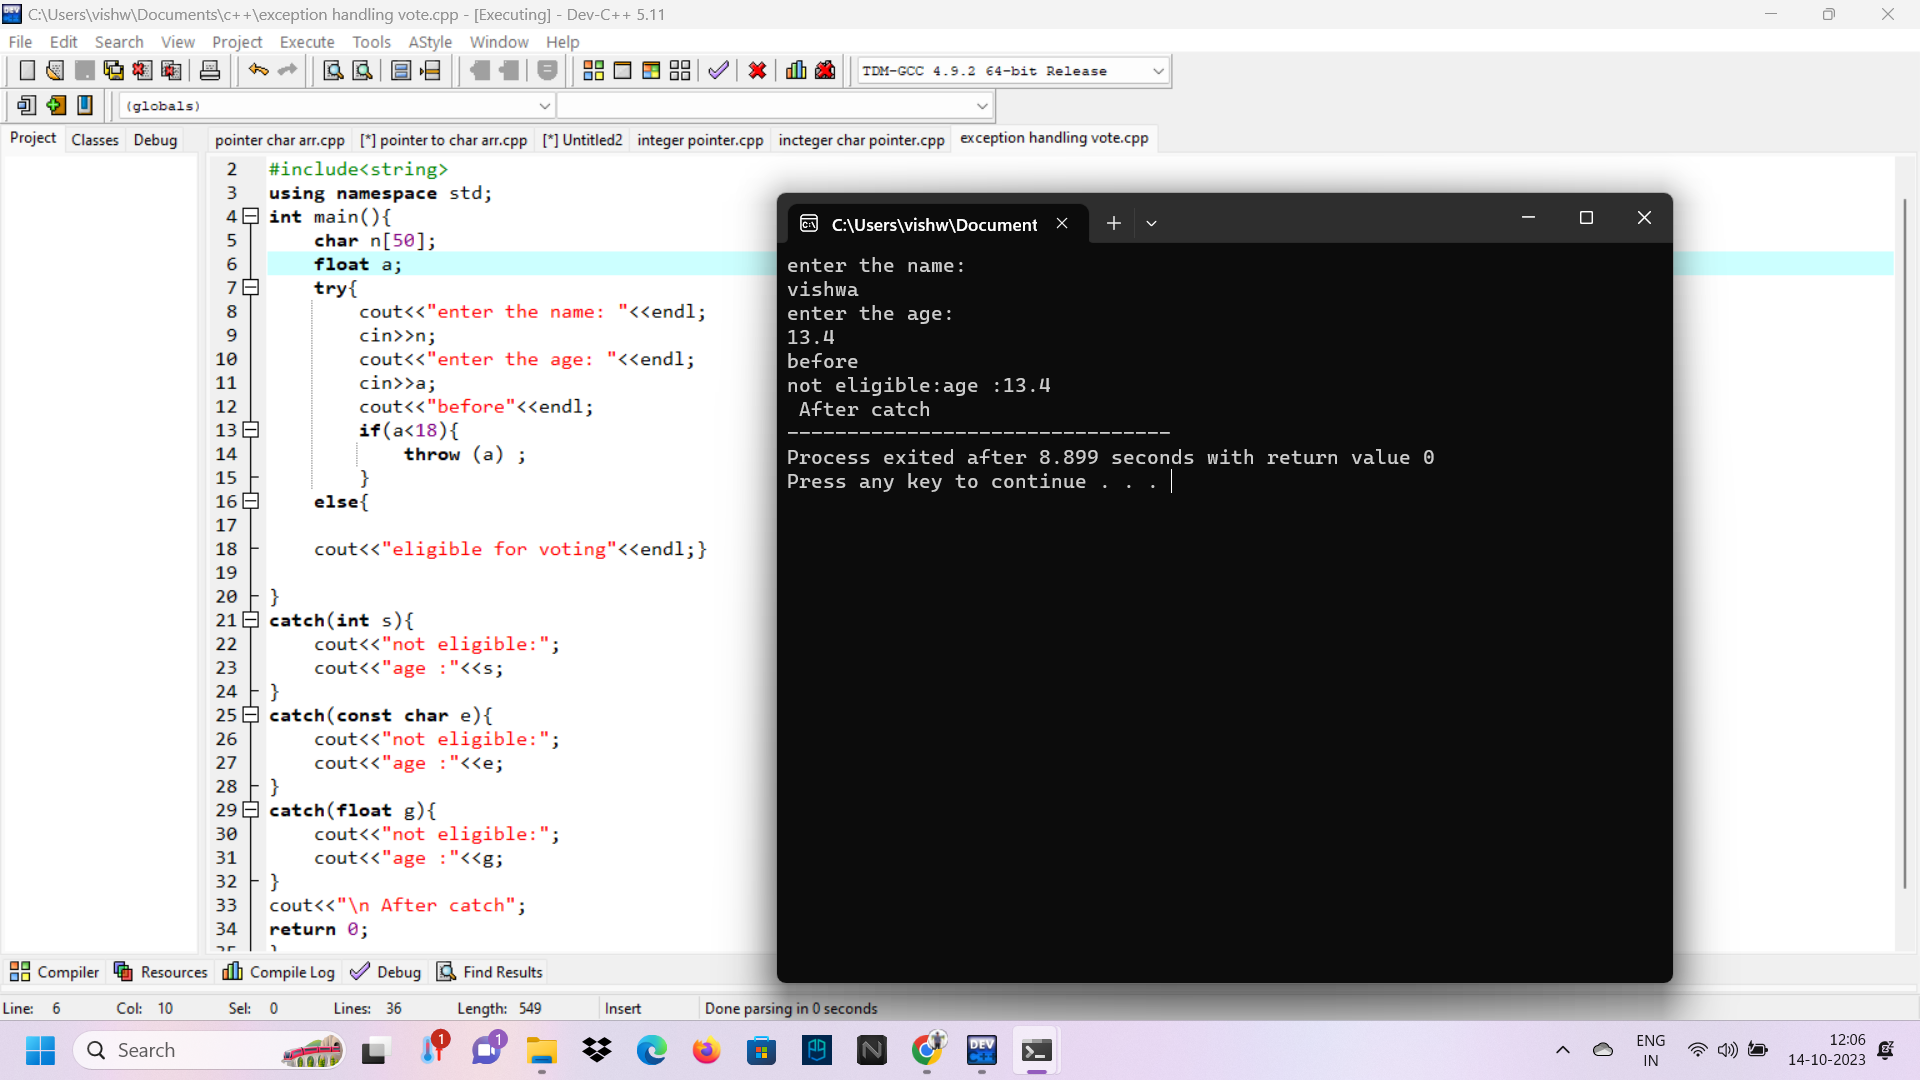 C:\Users\vishw\Documents\c++\exception handling vote.cpp - [Executing] - Dev-C++ 5.11
File Edit Search View Project Execute Tools AStyle Window Help
TDM-GCC 4.9.2 64-bit Release
(globals)
Project Classes Debug
pointer char arr.cpp [*] pointer to char arr.cpp [*] Untitled2 integer pointer.cpp incteger char pointer.cpp exception handling vote.cpp
2 #include<string>
3 using namespace std;
4 int main(){
5 char n[50];
6 float a;
7 try{
8 cout<<"enter the name: "<<endl;
9 cin>>n;
10 cout<<"enter the age: "<<endl;
11 cin>>a;
12 cout<<"before"<<endl;
13 if(a<18){
14 throw (a) ;
15 }
16 else{
17
18 cout<<"eligible for voting"<<endl;}
19
20 }
21 catch(int s){
22 cout<<"not eligible:";
23 cout<<"age :"<<s;
24 }
25 catch(const char e){
26 cout<<"not eligible:";
27 cout<<"age :"<<e;
28 }
29 catch(float g){
30 cout<<"not eligible:";
31 cout<<"age :"<<g;
32 }
33 cout<<"\n After catch";
34 return 0;
35 }
C:\Users\vishw\Document
enter the name:
vishwa
enter the age:
13.4
before
not eligible:age :13.4
After catch
--------------------------------
Process exited after 8.899 seconds with return value 0
Press any key to continue . . .
Compiler Resources Compile Log Debug Find Results
Line: 6 Col: 10 Sel: 0 Lines: 36 Length: 549 Insert Done parsing in 0 seconds
Search
1
1
DEV
ENG
IN
12:06
14-10-2023